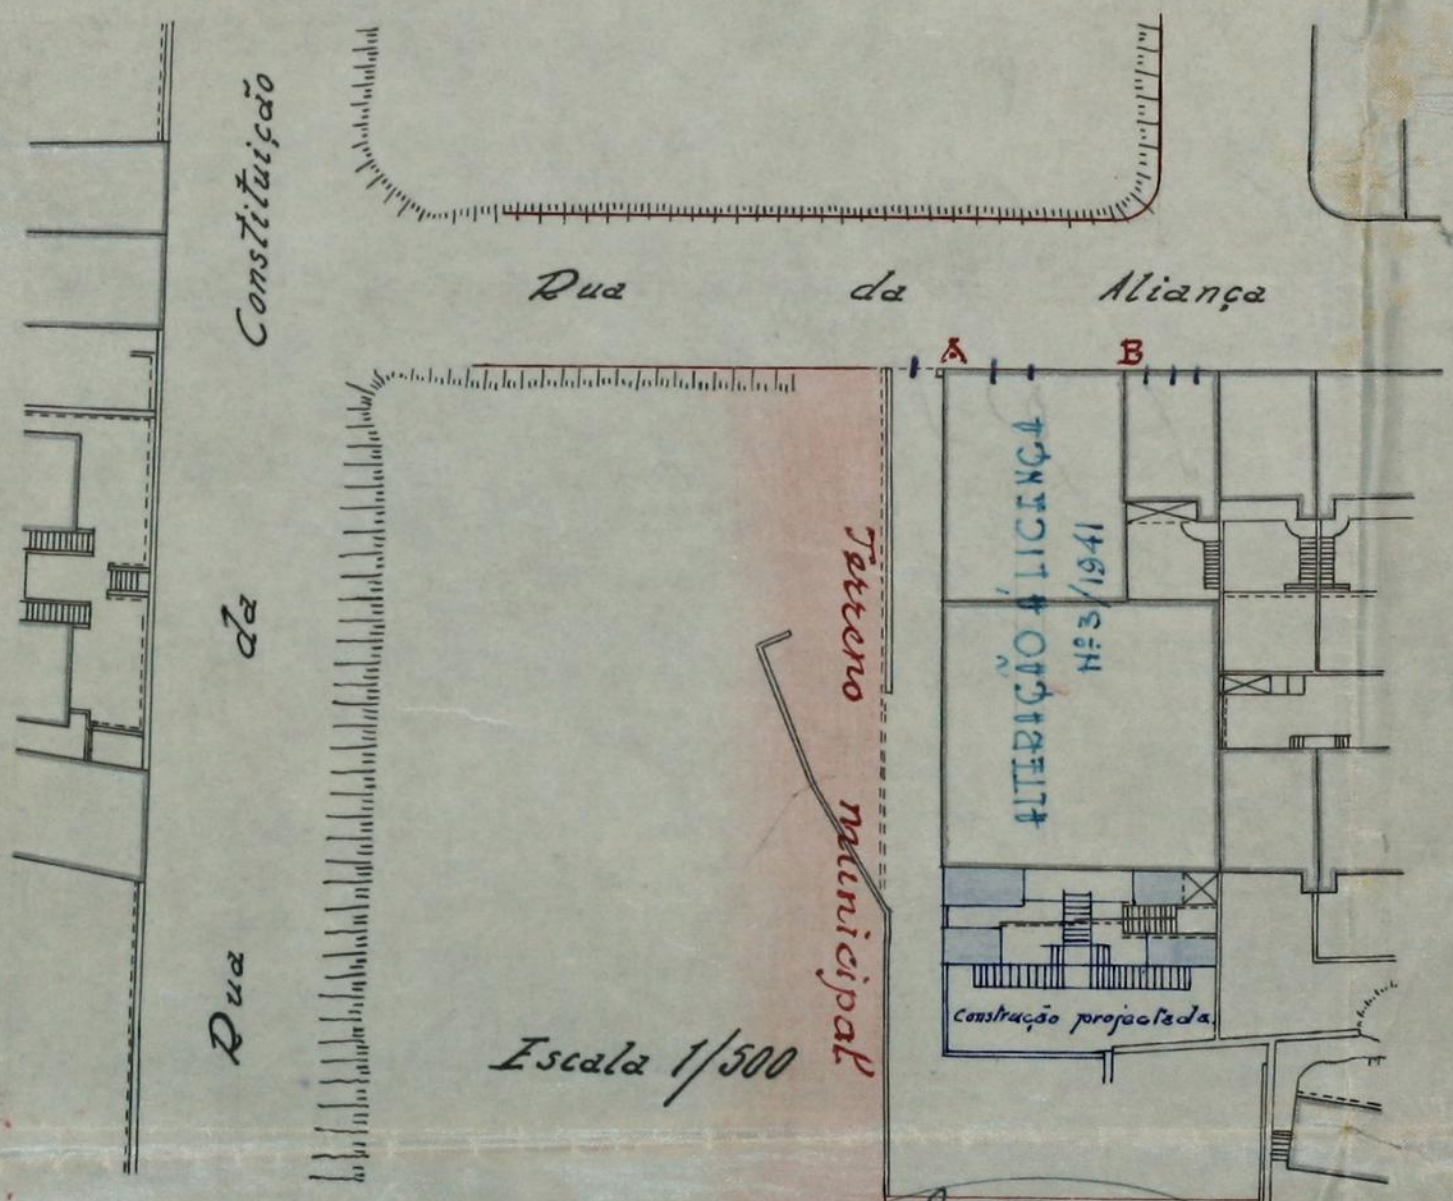 Rua da Constituição
Rua da Aliança
A B
ALTERAÇÃO Á LICENÇA
Nº 3/1941
Terreno municipal
Construção projectada
Escala 1/500